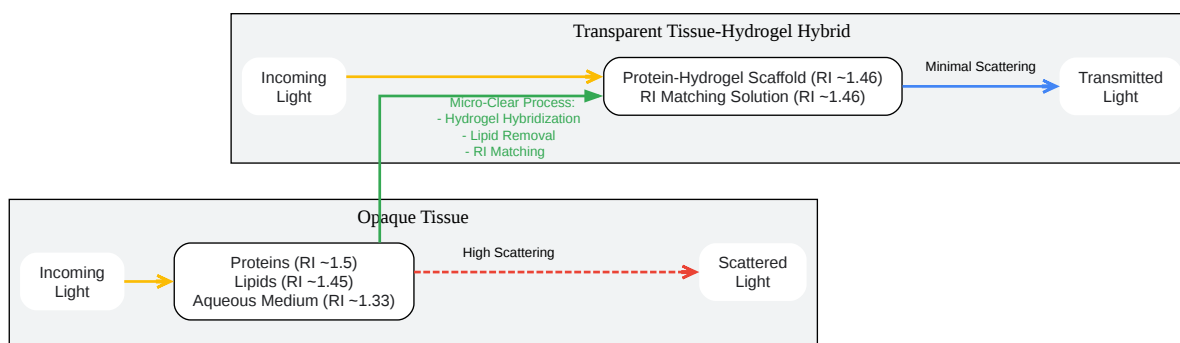 Transparent Tissue-Hydrogel Hybrid
Incoming
Light
Protein-Hydrogel Scaffold (RI ~1.46)
RI Matching Solution (RI ~1.46)
Minimal Scattering
Transmitted
Light
Micro-Clear Process:
- Hydrogel Hybridization
- Lipid Removal
- RI Matching
Opaque Tissue
Incoming
Light
Proteins (RI ~1.5)
Lipids (RI ~1.45)
Aqueous Medium (RI ~1.33)
High Scattering
Scattered
Light